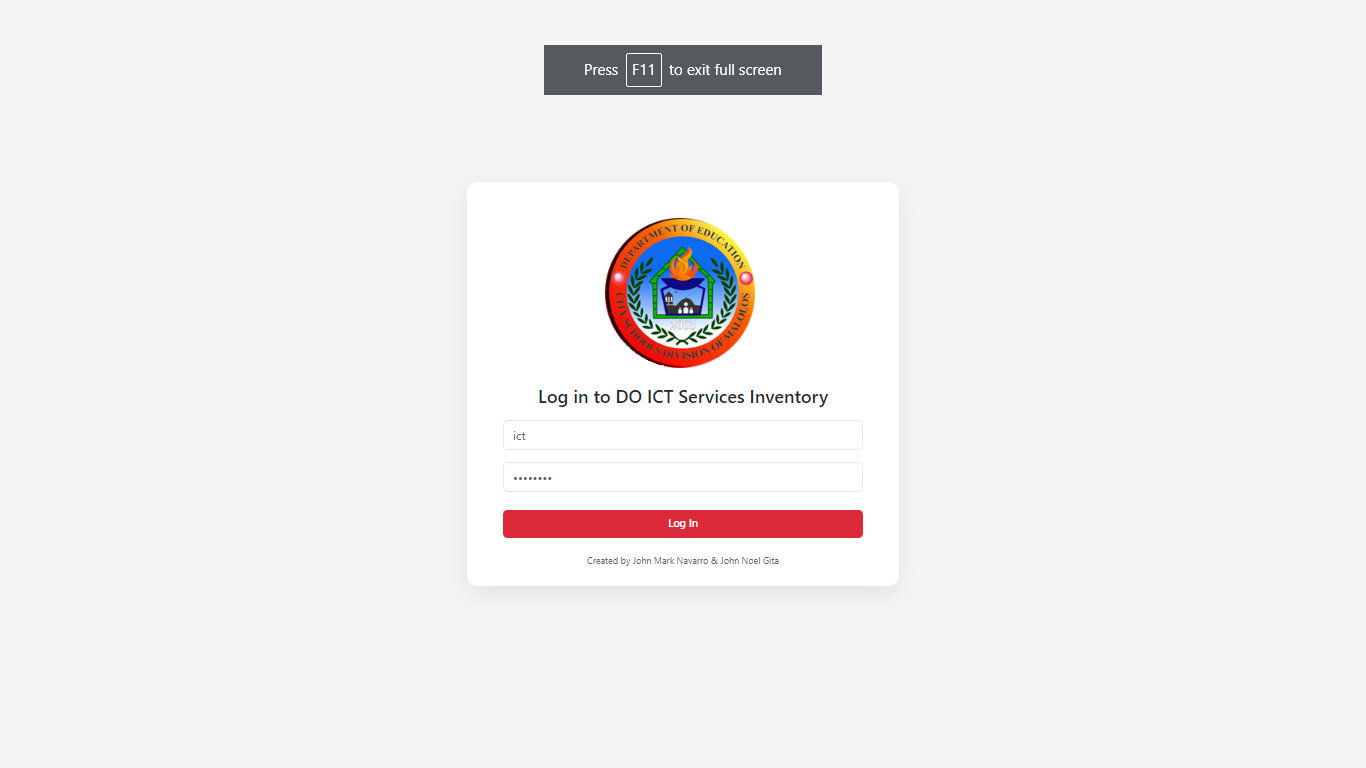 Press F11 to exit full screen
DEPARTMENT OF EDUCATION
CITY SCHOOLS DIVISION OF MALOLOS
2002
Log in to DO ICT Services Inventory
ict
••••••••
Log In
Created by John Mark Navarro & John Noel Gita